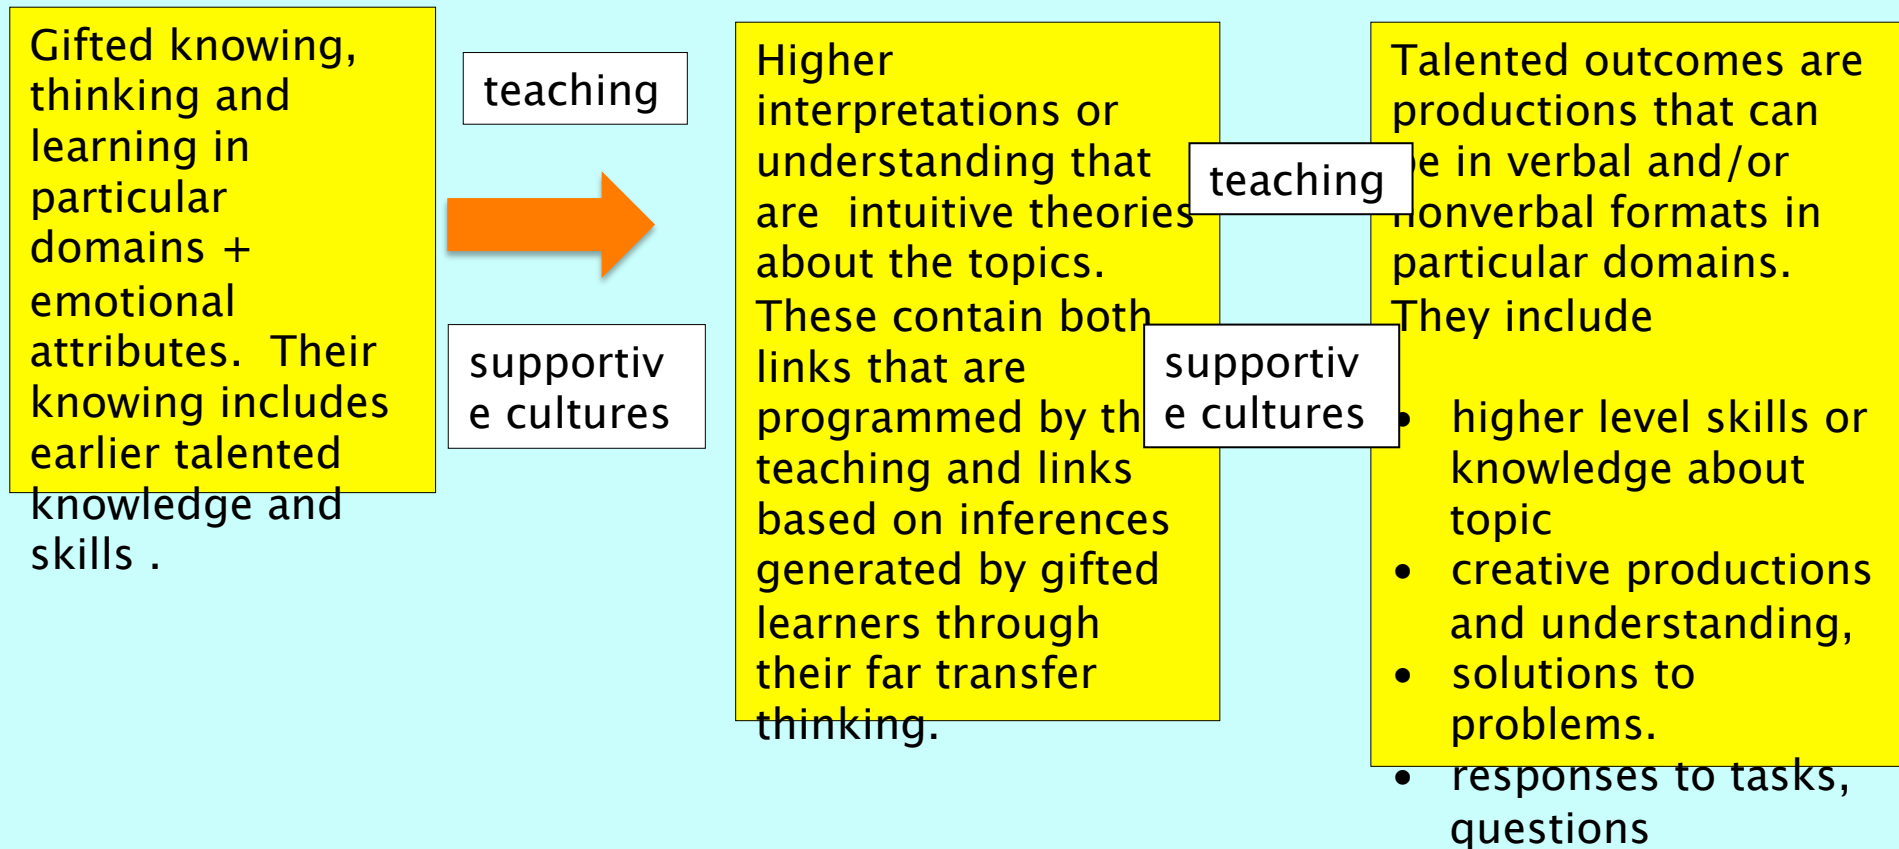 Gifted knowing,
thinking and
learning in
particular
domains +
emotional
attributes. Their
knowing includes
earlier talented
knowledge and
skills .
teaching
supportiv
e cultures
Higher
interpretations or
understanding that
are intuitive theories
about the topics.
These contain both
links that are
programmed by th
teaching and links
based on inferences
generated by gifted
learners through
their far transfer
thinking.
teaching
supportiv
e cultures
Talented outcomes are
productions that can
be in verbal and/or
nonverbal formats in
particular domains.
They include
• higher level skills or
knowledge about
topic
• creative productions
and understanding,
• solutions to
problems.
• responses to tasks,
questions